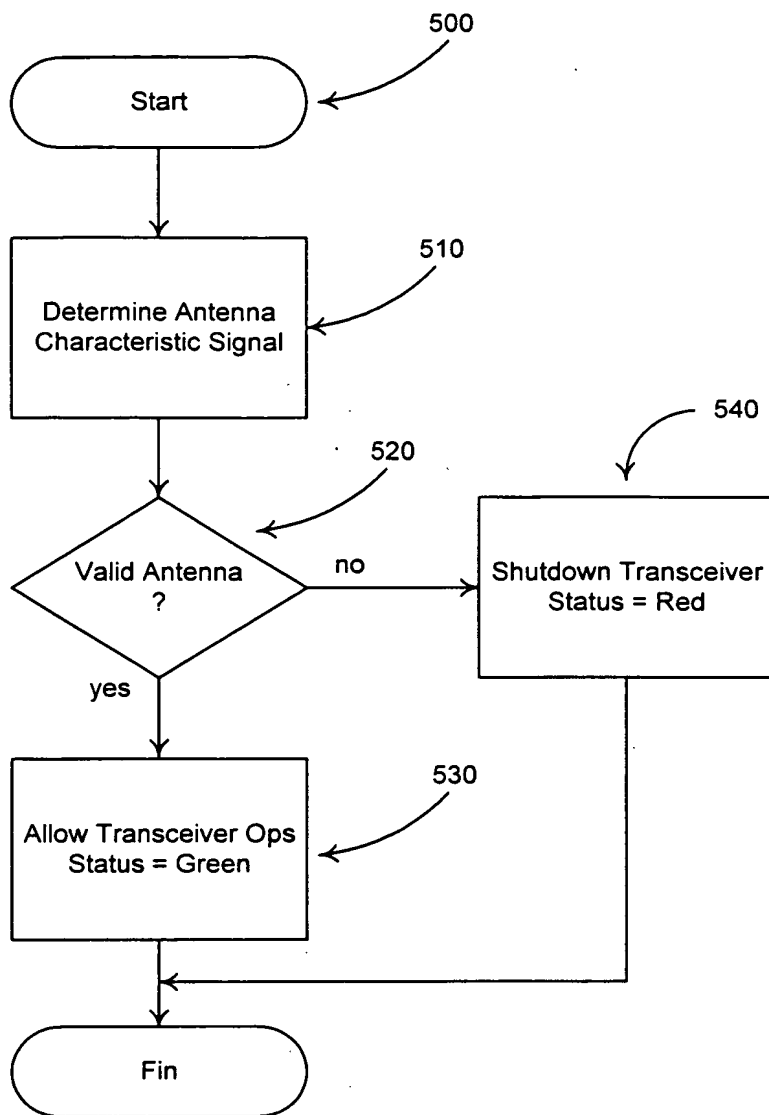 500
Start
510
Determine Antenna
Characteristic Signal
540
520
Valid Antenna
?
no
Shutdown Transceiver
Status = Red
yes
530
Allow Transceiver Ops
Status = Green
Fin